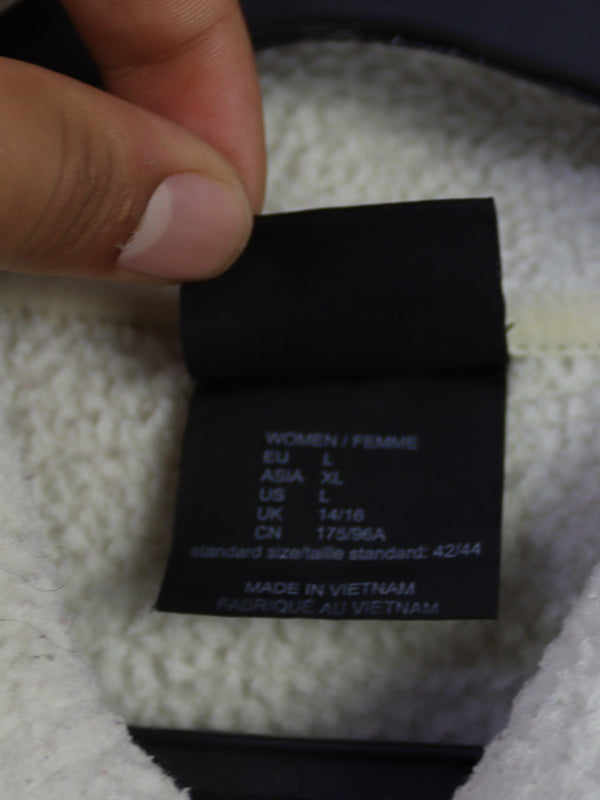 WOMEN / FEMME
EU L
ASIA XL
US L
UK 14/16
CN 175/96A
standard size/taille standard: 42/44
MADE IN VIETNAM
FABRIQUÉ AU VIETNAM